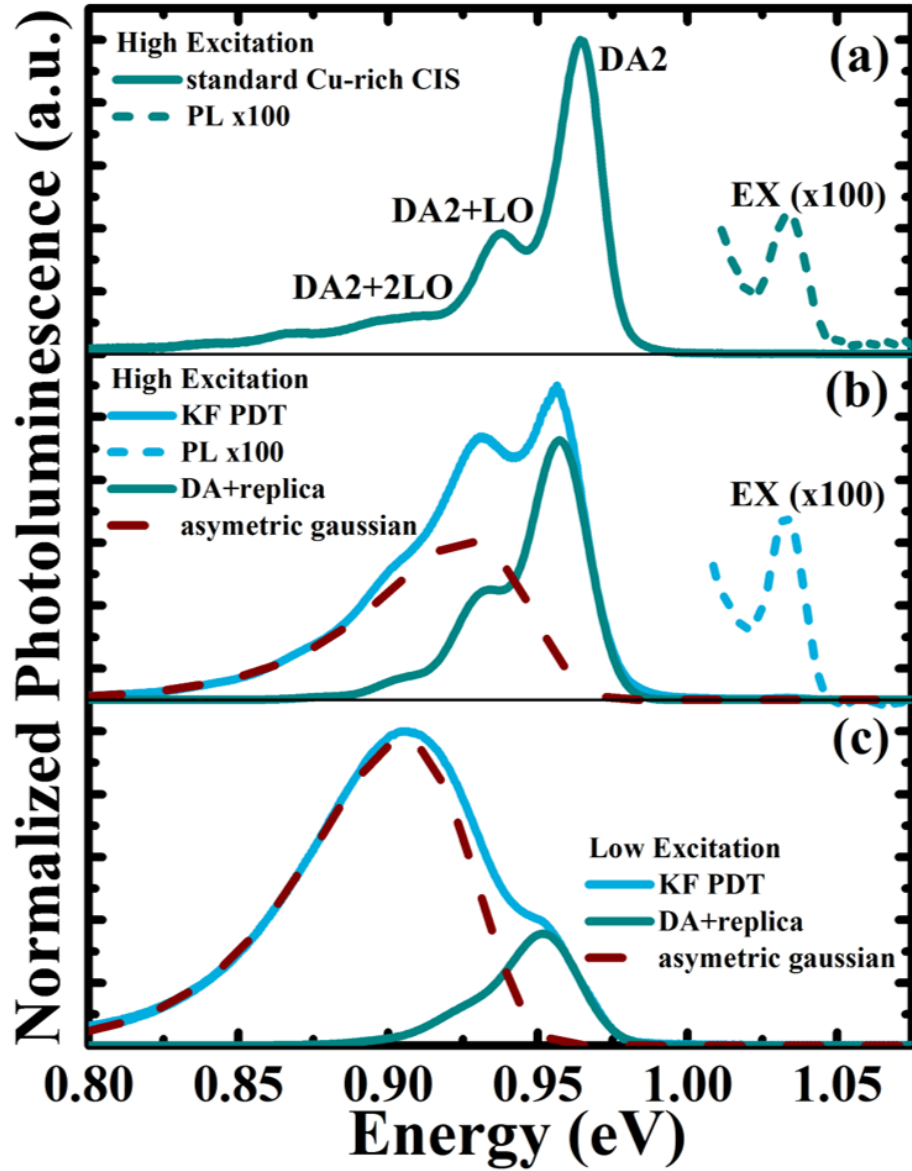 Normalized Photoluminescence (a.u.)
(a)
High Excitation
standard Cu-rich CIS
PL x100
DA2
DA2+LO
DA2+2LO
EX (x100)
(b)
High Excitation
KF PDT
PL x100
DA+replica
asymetric gaussian
EX (x100)
(c)
Low Excitation
KF PDT
DA+replica
asymetric gaussian
0.80 0.85 0.90 0.95 1.00 1.05
Energy (eV)